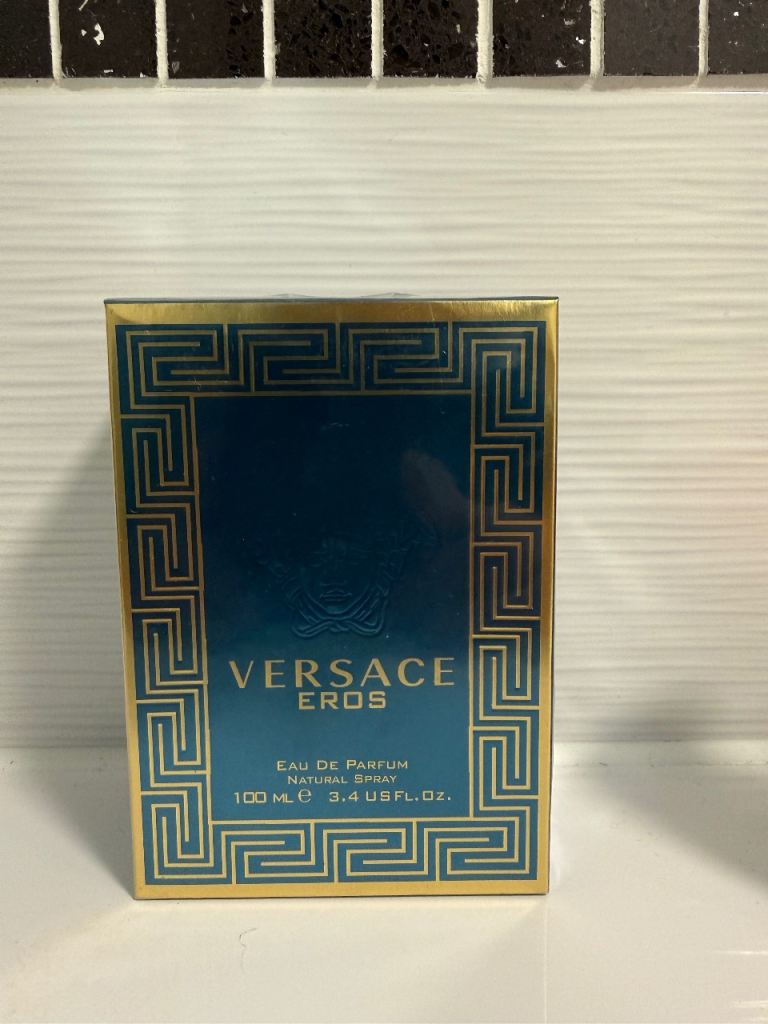 VERSACE
EROS
EAU DE PARFUM
NATURAL SPRAY
100 ML ℮ 3.4 US FL.OZ.